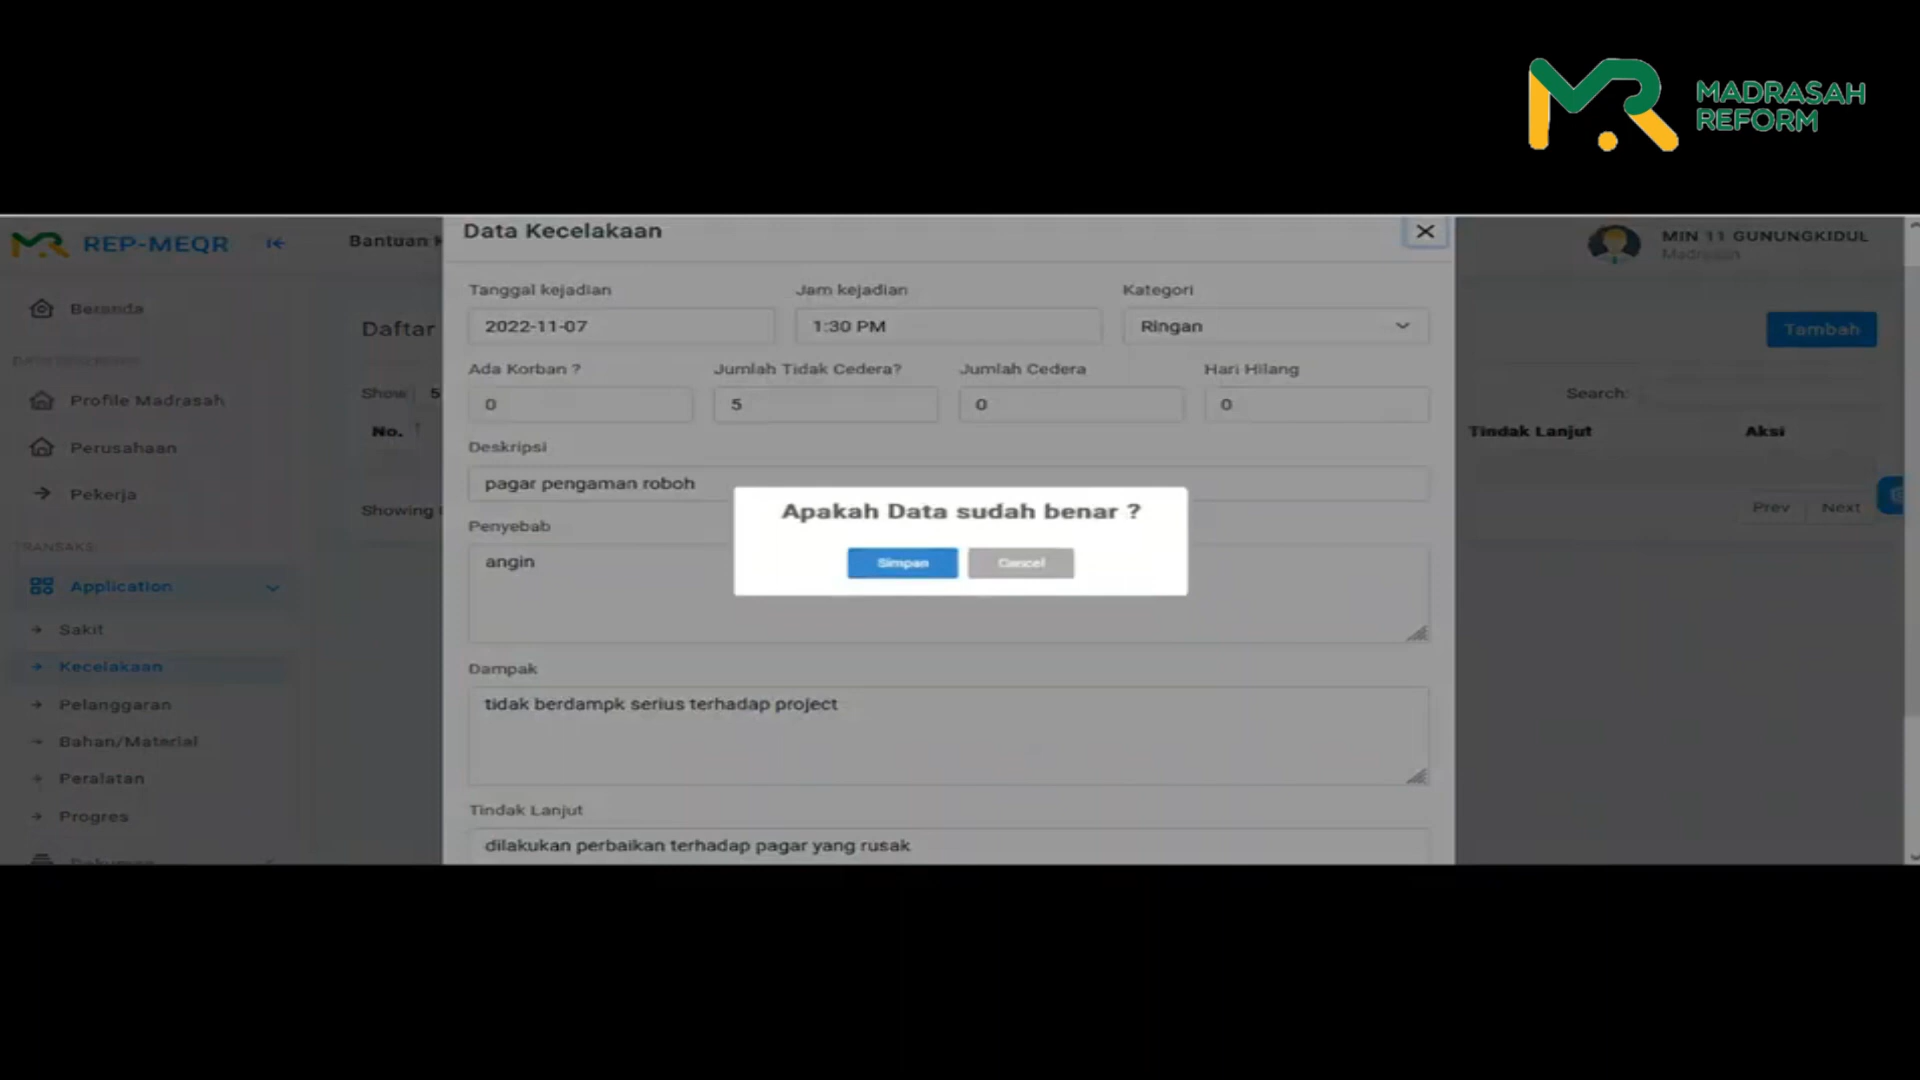 MADRASAH
REFORM
REP-MEQR
Bantuan
Data Kecelakaan
MIN 11 GUNUNGKIDUL
Madrasah
Beranda
Tanggal kejadian
Jam kejadian
Kategori
2022-11-07
1:30 PM
Ringan
Daftar
Tambah
Ada Korban ?
Jumlah Tidak Cedera?
Jumlah Cedera
Hari Hilang
0
5
0
0
Show 5
Search:
Profile Madrasah
No.
Tindak Lanjut
Aksi
Perusahaan
Deskripsi
pagar pengaman roboh
Pekerja
Showing
Prev
Next
Apakah Data sudah benar ?
Simpan
Cancel
Penyebab
angin
TRANSAKSI
Application
Sakit
Kecelakaan
Pelanggaran
Bahan/Material
Peralatan
Progres
Dampak
tidak berdampk serius terhadap project
Tindak Lanjut
dilakukan perbaikan terhadap pagar yang rusak